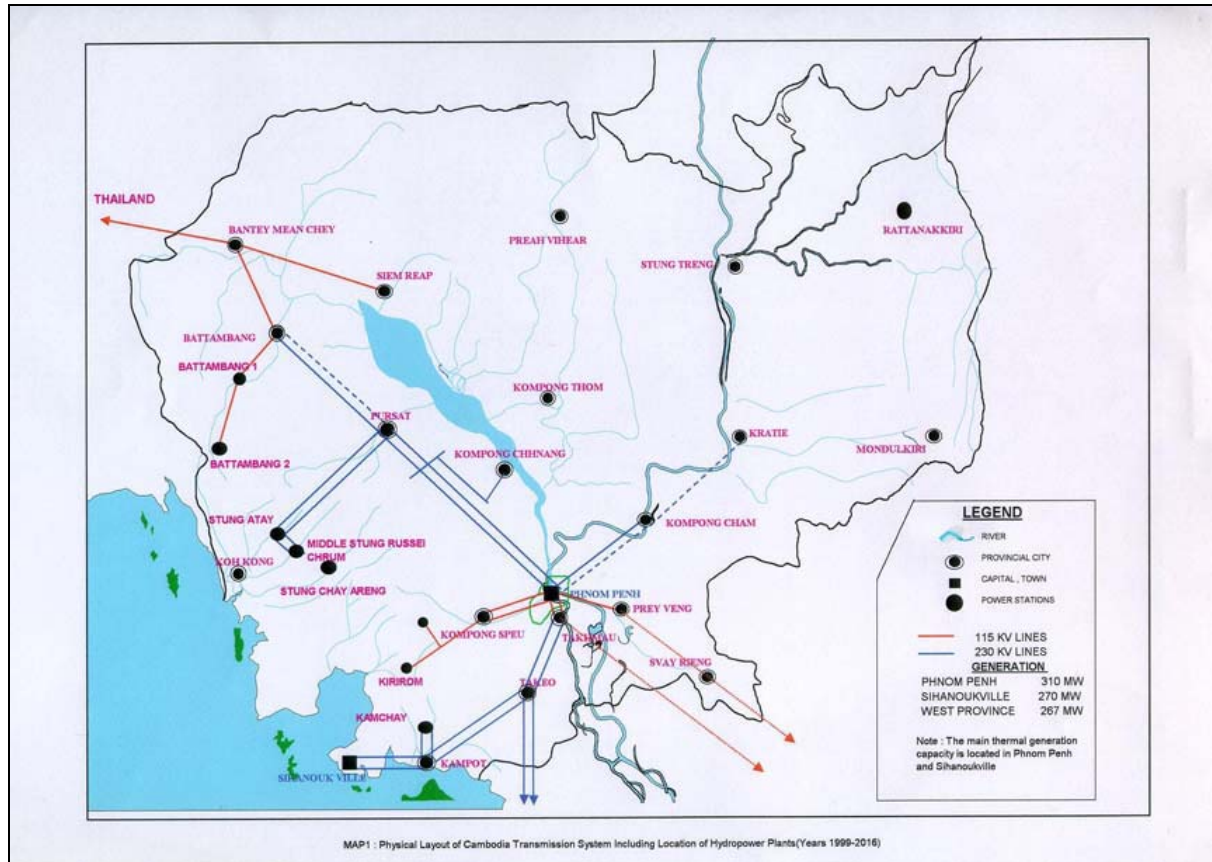 THAILAND
BANTEY MEAN CHEY
PREAH VIHEAR
RATTANAKKIRI
STUNG TRENG
SIEM REAP
BATTAMBANG
BATTAMBANG 1
KOMPONG THOM
PURSAT
KRATIE
MONDULKIRI
KOMPONG CHHNANG
BATTAMBANG 2
STUNG ATAY
KOMPONG CHAM
MIDDLE STUNG RUSSEI
CHRUM
KOH KONG
STUNG CHAY ARENG
PHNOM PENH
PREY VENG
KOMPONG SPEU
TAKHMAU
SVAY RIENG
KIRIROM
TAKEO
KAMCHAY
KAMPOT
SIHANOUK VILLE
LEGEND
RIVER
PROVINCIAL CITY
CAPITAL , TOWN
POWER STATIONS
115 KV LINES
230 KV LINES
GENERATION
PHNOM PENH 310 MW
SIHANOUKVILLE 270 MW
WEST PROVINCE 267 MW
Note : The main thermal generation
capacity is located in Phnom Penh
and Sihanoukville
MAP1 : Physical Layout of Cambodia Transmission System Including Location of Hydropower Plants(Years 1999-2016)